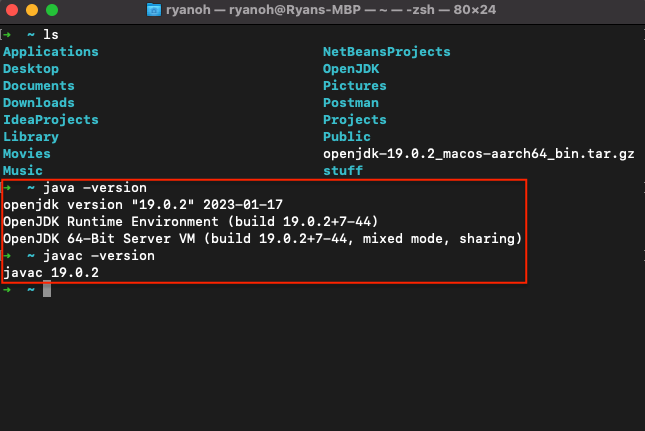 ryanoh — ryanoh@Ryans-MBP — ~ — -zsh — 80×24
➜ ~ ls
Applications NetBeansProjects
Desktop OpenJDK
Documents Pictures
Downloads Postman
IdeaProjects Projects
Library Public
Movies openjdk-19.0.2_macos-aarch64_bin.tar.gz
Music stuff
➜ ~ java -version
openjdk version "19.0.2" 2023-01-17
OpenJDK Runtime Environment (build 19.0.2+7-44)
OpenJDK 64-Bit Server VM (build 19.0.2+7-44, mixed mode, sharing)
➜ ~ javac -version
javac 19.0.2
➜ ~